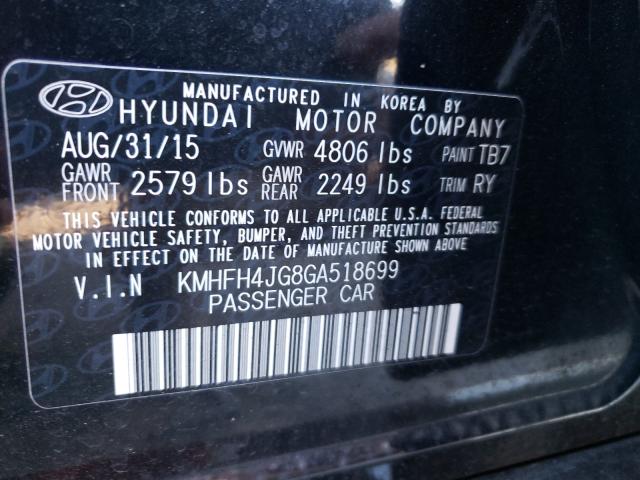 MANUFACTURED IN KOREA BY
HYUNDAI MOTOR COMPANY
AUG/31/15 GVWR 4806 lbs PAINT TB7
GAWR FRONT 2579 lbs GAWR REAR 2249 lbs TRIM RY
THIS VEHICLE CONFORMS TO ALL APPLICABLE U.S.A. FEDERAL
MOTOR VEHICLE SAFETY, BUMPER, AND THEFT PREVENTION STANDARDS
IN EFFECT ON THE DATE OF MANUFACTURE SHOWN ABOVE
V.I.N KMHFH4JG8GA518699
PASSENGER CAR